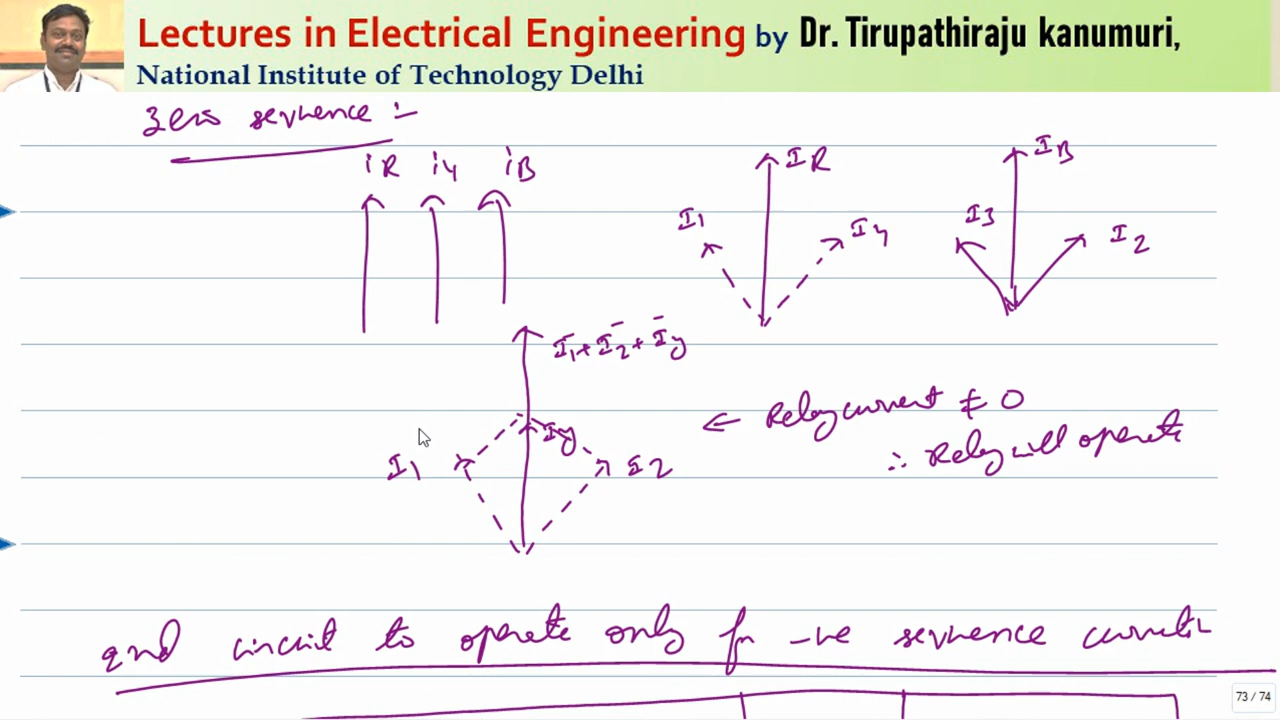 Lectures in Electrical Engineering by Dr. Tirupathiraju kanumuri,
National Institute of Technology Delhi
Zero sequence :-
iR iy iB
IR
I1 Iy
IB
I3 I2
I1 + I2 + Iy
← Relay current ≠ 0
∴ Relay will operate
Iy
I1 I2
2nd circuit to operate only for -ve sequence current :-
73 / 74